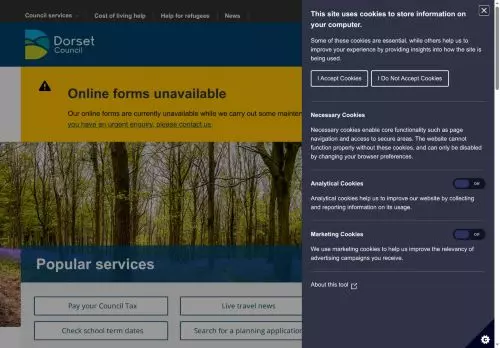 Council services
Cost of living help
Help for refugees
News
Dorset
Council
Online forms unavailable
Our online forms are currently unavailable while we carry out some
you have an urgent enquiry, please contact us
Popular services
Pay your Council Tax
Live travel news
Check school term dates
Search for a planning application
This site uses cookies to store information on
your computer.
Some of these cookies are essential, while others help us to
improve your experience by providing insights into how the site is
being used.
I Accept Cookies
I Do Not Accept Cookies
Necessary Cookies
Necessary cookies enable core functionality such as page
navigation and access to secure areas. The website cannot
function properly without these cookies, and can only be disabled
by changing your browser preferences.
Analytical Cookies
Off
Analytical cookies help us to improve our website by collecting
and reporting information on its usage.
Marketing Cookies
Off
We use marketing cookies to help us improve the relevancy of
advertising campaigns you receive.
About this tool